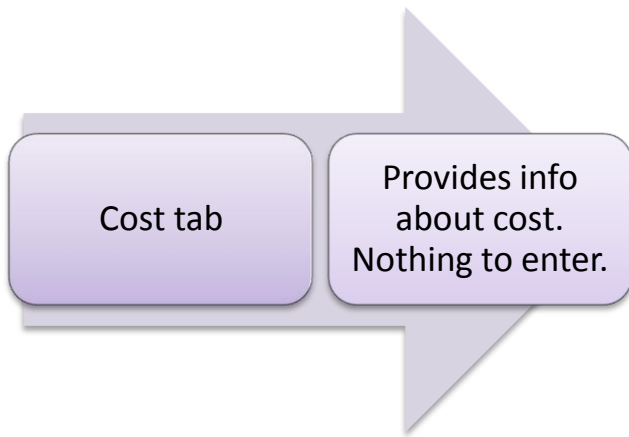 Cost tab
Provides info
about cost.
Nothing to enter.